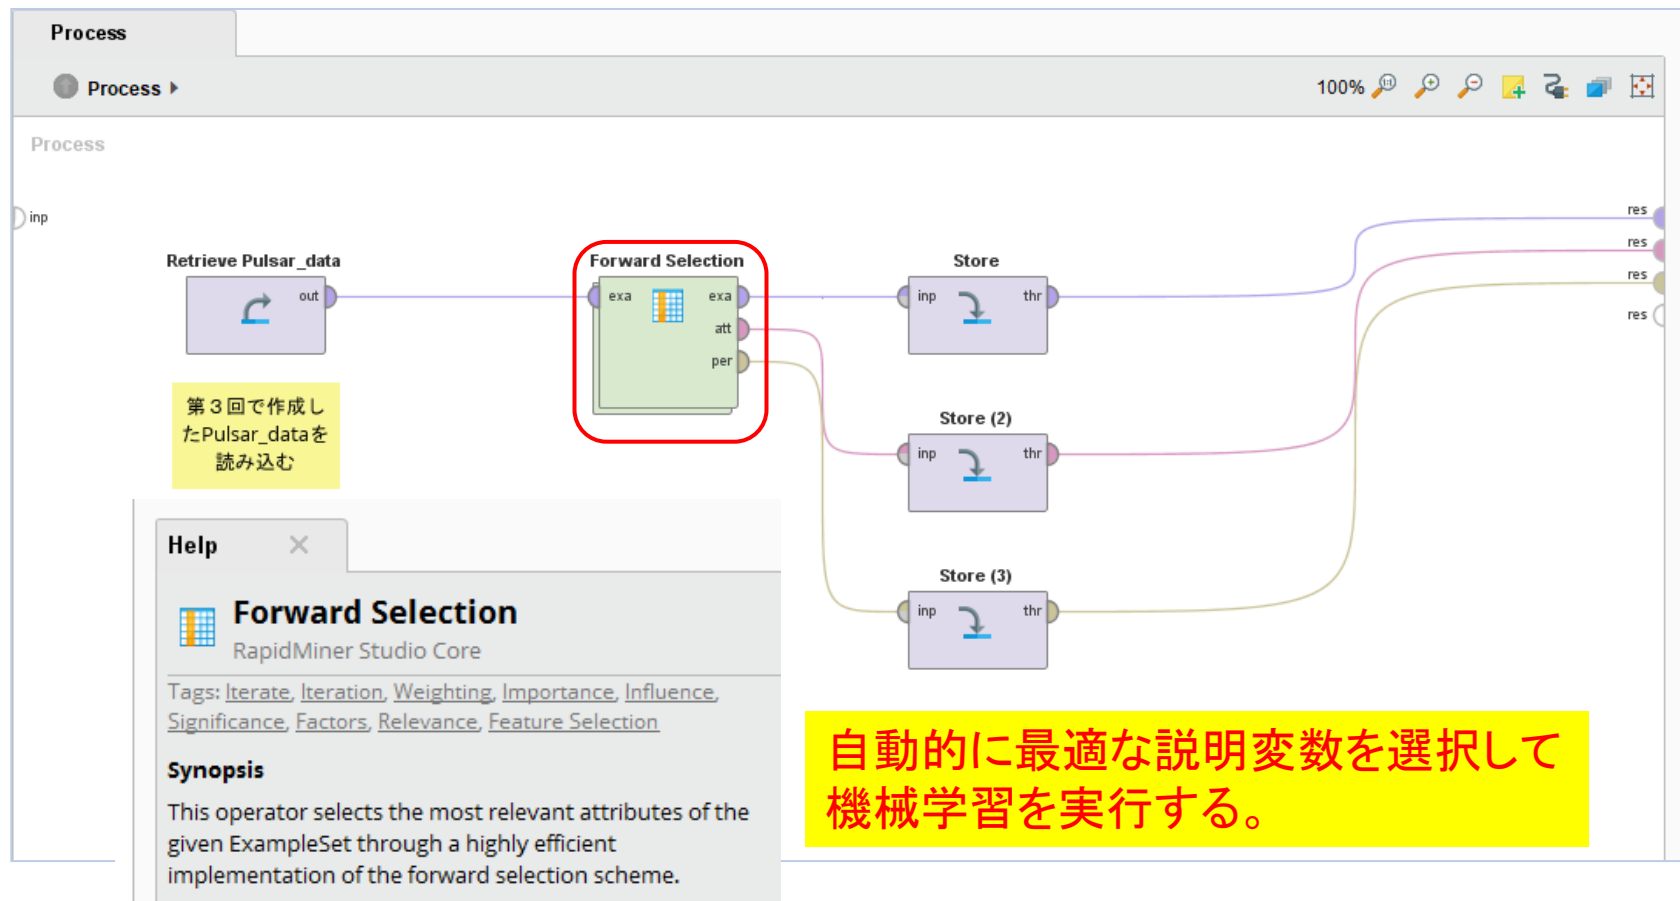 Process
Process
100%
Process
inp
res
res
res
res
Retrieve Pulsar_data
out
Forward Selection
exa
exa
att
per
Store
inp
thr
第３回で作成し
たPulsar_dataを
読み込む
Store (2)
inp
thr
Store (3)
inp
thr
Help
Forward Selection
RapidMiner Studio Core
Tags: Iterate, Iteration, Weighting, Importance, Influence,
Significance, Factors, Relevance, Feature Selection
Synopsis
This operator selects the most relevant attributes of the
given ExampleSet through a highly efficient
implementation of the forward selection scheme.
自動的に最適な説明変数を選択して
機械学習を実行する。